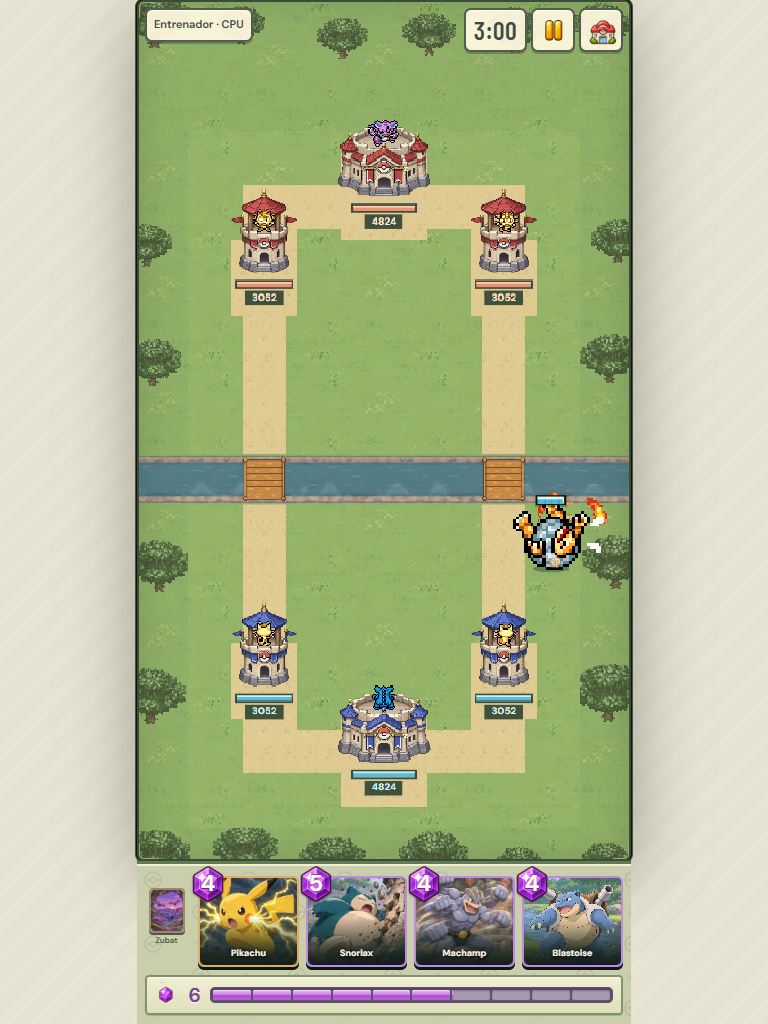 Entrenador · CPU
3:00
4824
3052
3052
3052
3052
4824
4
5
4
4
Zubat
Pikachu
Snorlax
Machamp
Blastoise
6